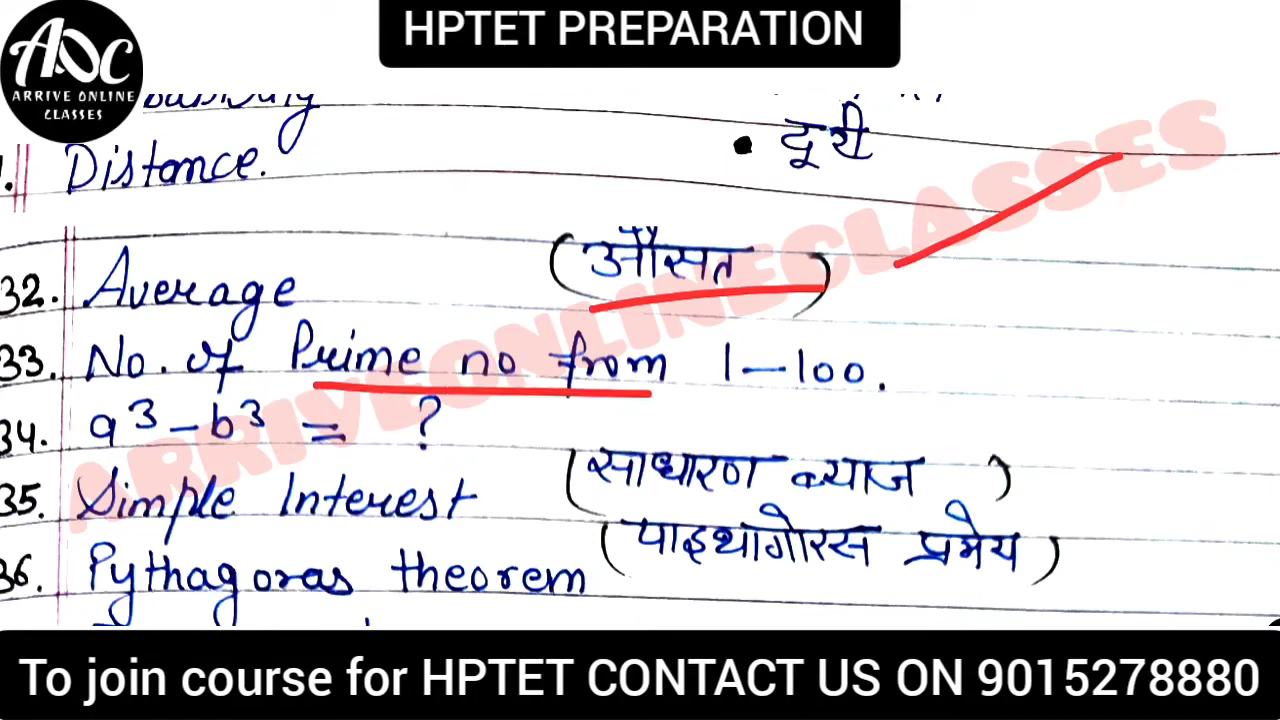 HPTET PREPARATION
ADC
ARRIVE ONLINE
CLASSES
. Distance. • दूरी
32. Average (औसत)
33. No. of Prime no from 1-100.
34. a³-b³ = ?
35. Simple Interest (साधारण ब्याज)
36. Pythagoras theorem (पाइथागोरस प्रमेय)
ARRIVEONLINECLASSES
To join course for HPTET CONTACT US ON 9015278880